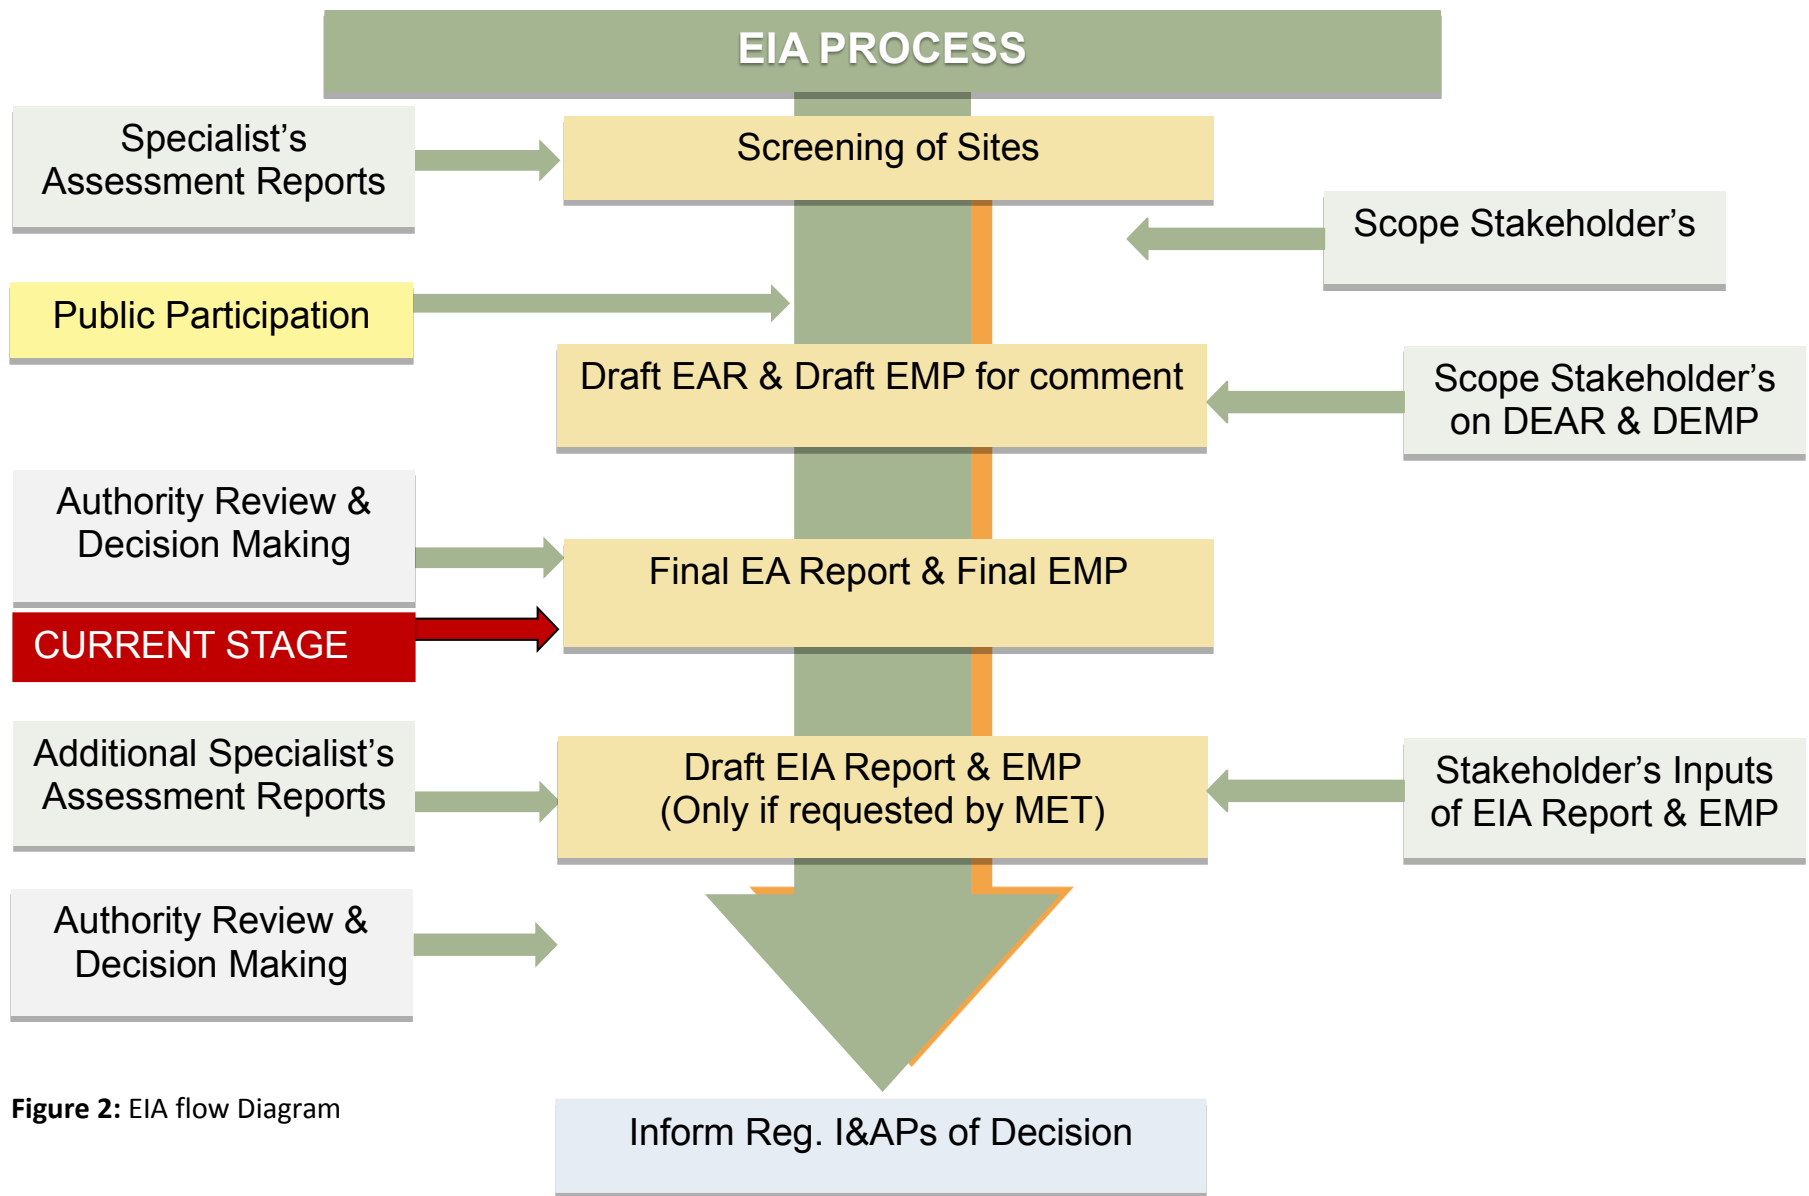 EIA PROCESS
Specialist's
Assessment Reports
Screening of Sites
Scope Stakeholder's
Public Participation
Draft EAR & Draft EMP for comment
Scope Stakeholder's
on DEAR & DEMP
Authority Review &
Decision Making
Final EA Report & Final EMP
CURRENT STAGE
Additional Specialist's
Assessment Reports
Draft EIA Report & EMP
(Only if requested by MET)
Stakeholder's Inputs
of EIA Report & EMP
Authority Review &
Decision Making
Figure 2: EIA flow Diagram
Inform Reg. I&APs of Decision